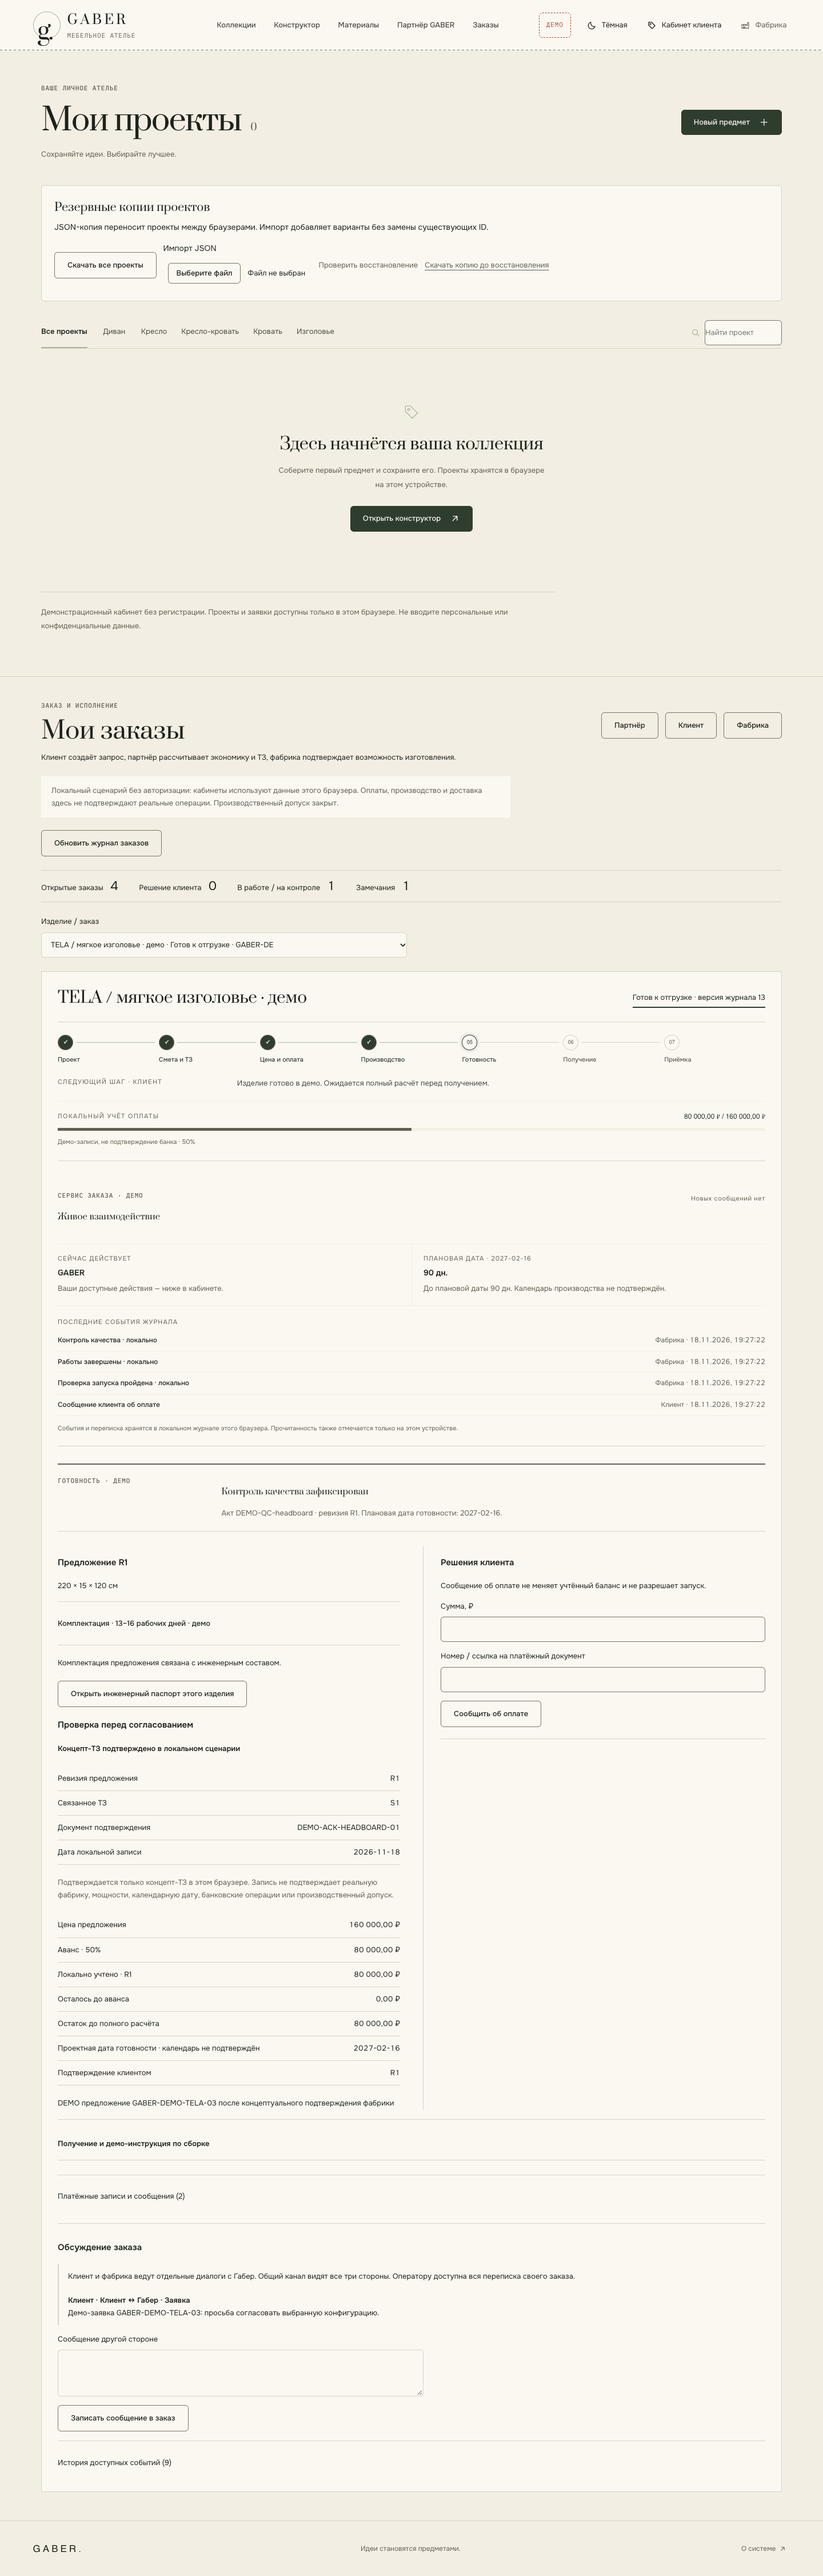 GABER
МЕБЕЛЬНОЕ АТЕЛЬЕ
Коллекции
Конструктор
Материалы
Партнёр GABER
Заказы
ДЕМО
Тёмная
Кабинет клиента
Фабрика
ВАШЕ ЛИЧНОЕ АТЕЛЬЕ
Мои проекты 0
Новый предмет
Сохраняйте идеи. Выбирайте лучшее.
Резервные копии проектов
JSON-копия переносит проекты между браузерами. Импорт добавляет варианты без замены существующих ID.
Скачать все проекты
Импорт JSON
Выберите файл Файл не выбран
Проверить восстановление
Скачать копию до восстановления
Все проекты
Диван
Кресло
Кресло-кровать
Кровать
Изголовье
Найти проект
Здесь начнётся ваша коллекция
Соберите первый предмет и сохраните его. Проекты хранятся в браузере
на этом устройстве.
Открыть конструктор
Демонстрационный кабинет без регистрации. Проекты и заявки доступны только в этом браузере. Не вводите персональные или
конфиденциальные данные.
ЗАКАЗ И ИСПОЛНЕНИЕ
Мои заказы
Партнёр
Клиент
Фабрика
Клиент создаёт запрос, партнёр рассчитывает экономику и ТЗ, фабрика подтверждает возможность изготовления.
Локальный сценарий без авторизации: кабинеты используют данные этого браузера. Оплаты, производство и доставка
здесь не подтверждают реальные операции. Производственный допуск закрыт.
Обновить журнал заказов
Открытые заказы 4
Решение клиента 0
В работе / на контроле 1
Замечания 1
Изделие / заказ
TELA / мягкое изголовье · демо · Готов к отгрузке · GABER-DE
TELA / мягкое изголовье · демо
Готов к отгрузке · версия журнала 13
✓
✓
✓
✓
05
06
07
Проект
Смета и ТЗ
Цена и оплата
Производство
Готовность
Получение
Приёмка
СЛЕДУЮЩИЙ ШАГ · КЛИЕНТ
Изделие готово в демо. Ожидается полный расчёт перед получением.
ЛОКАЛЬНЫЙ УЧЁТ ОПЛАТЫ
80 000,00 ₽ / 160 000,00 ₽
Демо-записи, не подтверждение банка · 50%
СЕРВИС ЗАКАЗА · ДЕМО
Новых сообщений нет
Живое взаимодействие
СЕЙЧАС ДЕЙСТВУЕТ
GABER
Ваши доступные действия — ниже в кабинете.
ПЛАНОВАЯ ДАТА · 2027-02-16
90 дн.
До плановой даты 90 дн. Календарь производства не подтверждён.
ПОСЛЕДНИЕ СОБЫТИЯ ЖУРНАЛА
Контроль качества · локально
Фабрика · 18.11.2026, 19:27:22
Работы завершены · локально
Фабрика · 18.11.2026, 19:27:22
Проверка запуска пройдена · локально
Фабрика · 18.11.2026, 19:27:22
Сообщение клиента об оплате
Клиент · 18.11.2026, 19:27:22
События и переписка хранятся в локальном журнале этого браузера. Прочитанность также отмечается только на этом устройстве.
ГОТОВНОСТЬ · ДЕМО
Контроль качества зафиксирован
Акт DEMO-QC-headboard · ревизия R1. Плановая дата готовности: 2027-02-16.
Предложение R1
220 × 15 × 120 см
Комплектация · 13–16 рабочих дней · демо
Комплектация предложения связана с инженерным составом.
Открыть инженерный паспорт этого изделия
Проверка перед согласованием
Концепт-ТЗ подтверждено в локальном сценарии
Ревизия предложения R1
Связанное ТЗ S1
Документ подтверждения DEMO-ACK-HEADBOARD-01
Дата локальной записи 2026-11-18
Подтверждается только концепт-ТЗ в этом браузере. Запись не подтверждает реальную
фабрику, мощности, календарную дату, банковские операции или производственный допуск.
Цена предложения 160 000,00 ₽
Аванс · 50% 80 000,00 ₽
Локально учтено · R1 80 000,00 ₽
Осталось до аванса 0,00 ₽
Остаток до полного расчёта 80 000,00 ₽
Проектная дата готовности · календарь не подтверждён 2027-02-16
Подтверждение клиентом R1
DEMO предложение GABER-DEMO-TELA-03 после концептуального подтверждения фабрики
Решения клиента
Сообщение об оплате не меняет учтённый баланс и не разрешает запуск.
Сумма, ₽
Номер / ссылка на платёжный документ
Сообщить об оплате
Получение и демо-инструкция по сборке
Платёжные записи и сообщения (2)
Обсуждение заказа
Клиент и фабрика ведут отдельные диалоги с Габер. Общий канал видят все три стороны. Оператору доступна вся переписка своего заказа.
Клиент · Клиент ↔ Габер · Заявка
Демо-заявка GABER-DEMO-TELA-03: просьба согласовать выбранную конфигурацию.
Сообщение другой стороне
Записать сообщение в заказ
История доступных событий (9)
GABER.
Идеи становятся предметами.
О системе